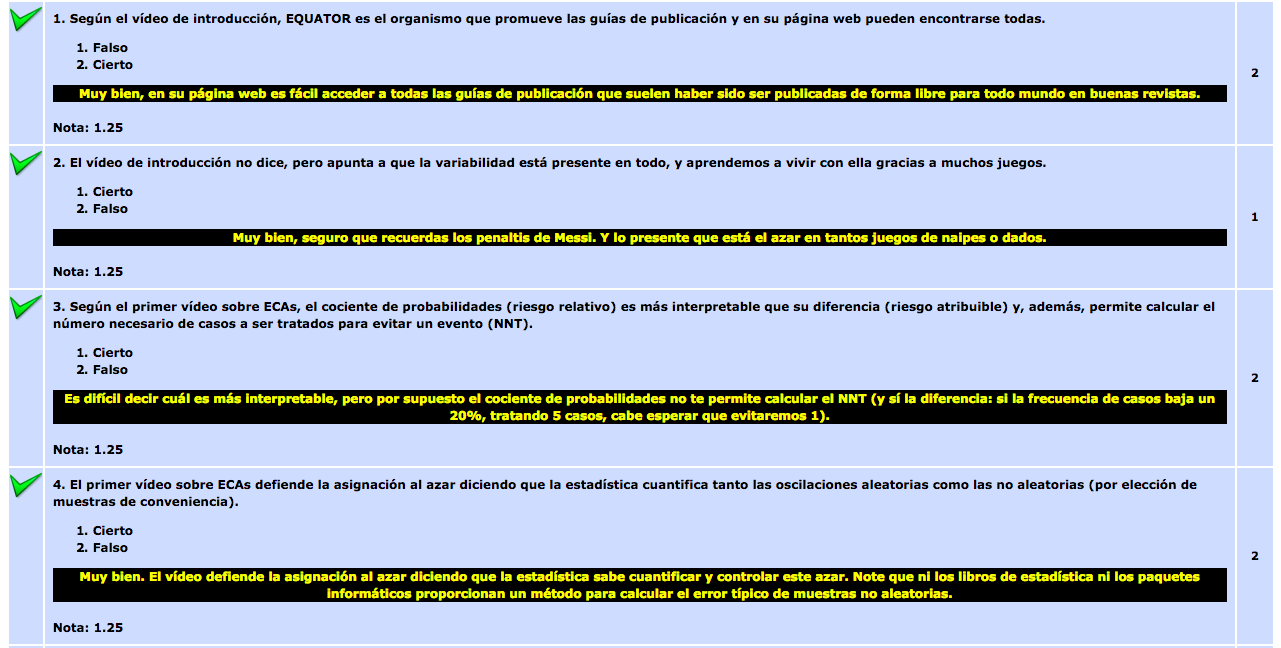 1. Según el vídeo de introducción, EQUATOR es el organismo que promueve las guías de publicación y en su página web pueden encontrarse todas.
1. Falso
2. Cierto
2
Muy bien, en su página web es fácil acceder a todas las guías de publicación que suelen haber sido ser publicadas de forma libre para todo mundo en buenas revistas.
Nota: 1.25
2. El vídeo de introducción no dice, pero apunta a que la variabilidad está presente en todo, y aprendemos a vivir con ella gracias a muchos juegos.
1. Cierto
2. Falso
1
Muy bien, seguro que recuerdas los penaltis de Messi. Y lo presente que está el azar en tantos juegos de naipes o dados.
Nota: 1.25
3. Según el primer vídeo sobre ECAs, el cociente de probabilidades (riesgo relativo) es más interpretable que su diferencia (riesgo atribuible) y, además, permite calcular el
número necesario de casos a ser tratados para evitar un evento (NNT).
1. Cierto
2. Falso
2
Es difícil decir cuál es más interpretable, pero por supuesto el cociente de probabilidades no te permite calcular el NNT (y sí la diferencia: si la frecuencia de casos baja un
20%, tratando 5 casos, cabe esperar que evitaremos 1).
Nota: 1.25
4. El primer vídeo sobre ECAs defiende la asignación al azar diciendo que la estadística cuantifica tanto las oscilaciones aleatorias como las no aleatorias (por elección de
muestras de conveniencia).
1. Cierto
2. Falso
2
Muy bien. El vídeo defiende la asignación al azar diciendo que la estadística sabe cuantificar y controlar este azar. Note que ni los libros de estadística ni los paquetes
informáticos proporcionan un método para calcular el error típico de muestras no aleatorias.
Nota: 1.25